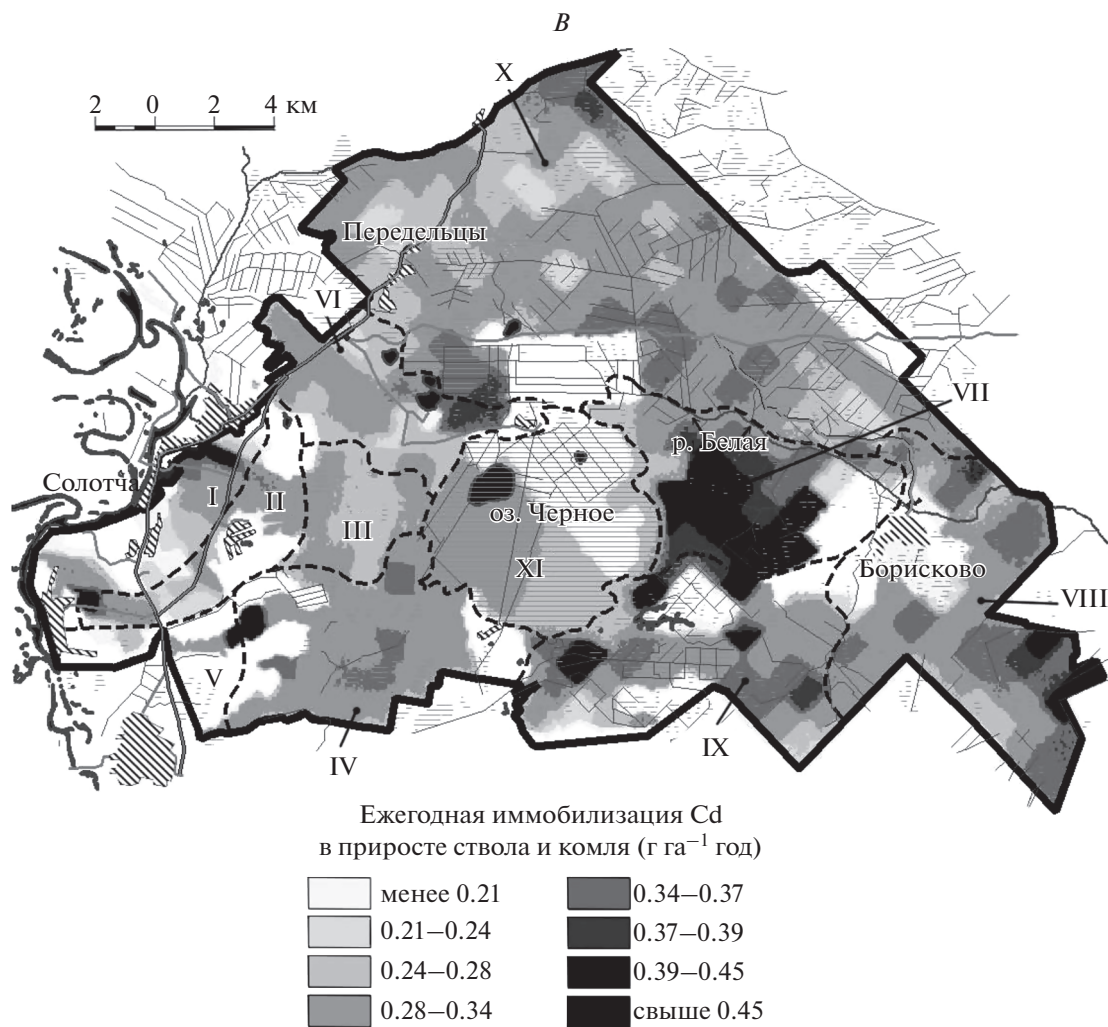 В
X
2 0 2 4 км
Передельцы
VI
VII
р. Белая
Солотча
I
II
III
оз. Черное
XI
Борисково
VIII
V
IV
IX
Ежегодная иммобилизация Cd
в приросте ствола и комля (г га⁻¹ год)
менее 0.21
0.21–0.24
0.24–0.28
0.28–0.34
0.34–0.37
0.37–0.39
0.39–0.45
свыше 0.45